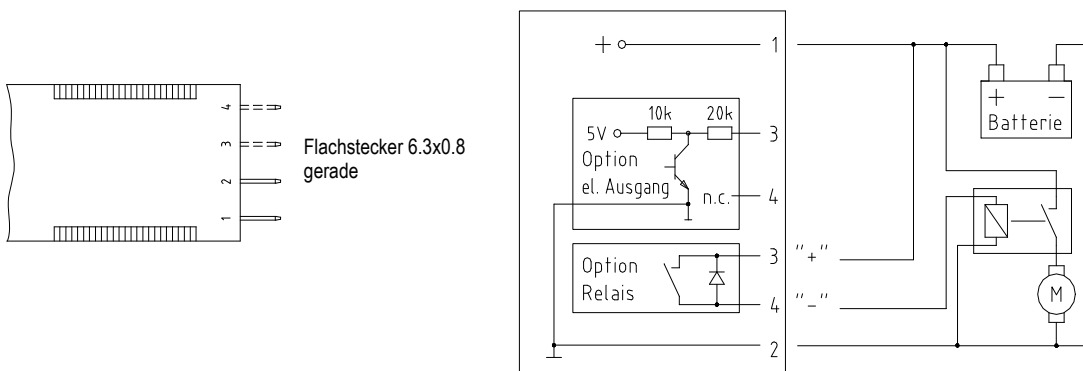 4
3
2
1
Flachstecker 6.3x0.8
gerade
+ 1
10k 20k
5V 3
Option
el. Ausgang
n.c. 4
Option
Relais
3 "+"
4 "-"
2
+ -
Batterie
M